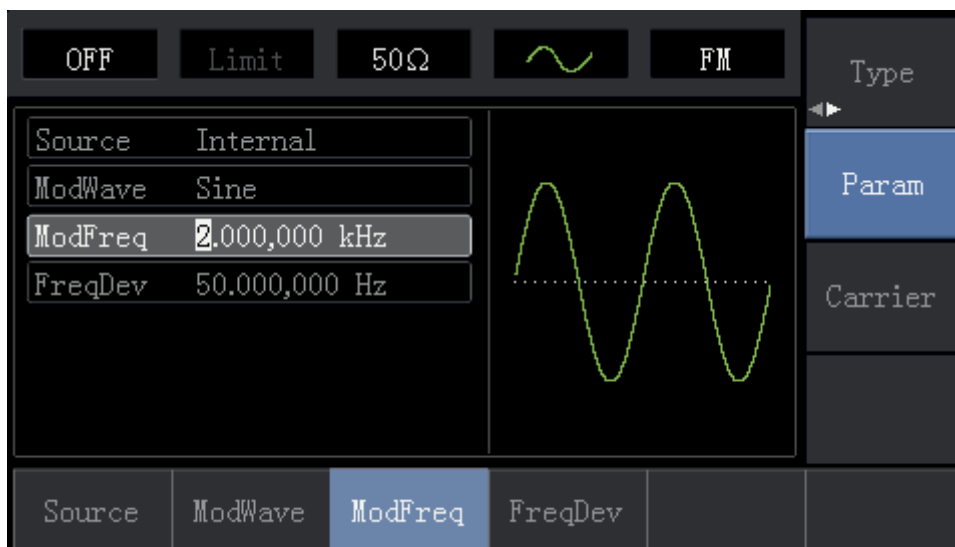 OFF Limit 50Ω FM
Type
Source Internal
ModWave Sine
ModFreq 2.000,000 kHz
FreqDev 50.000,000 Hz
Param
Carrier
Source ModWave ModFreq FreqDev